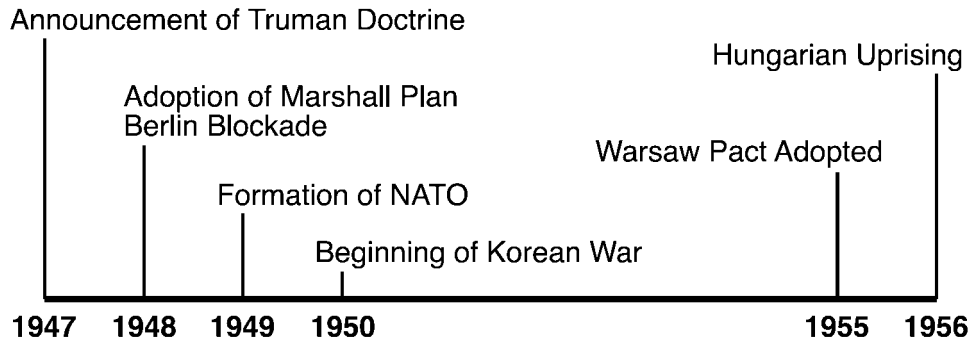 Announcement of Truman Doctrine
Hungarian Uprising
Adoption of Marshall Plan
Berlin Blockade
Warsaw Pact Adopted
Formation of NATO
Beginning of Korean War
1947 1948 1949 1950 1955 1956